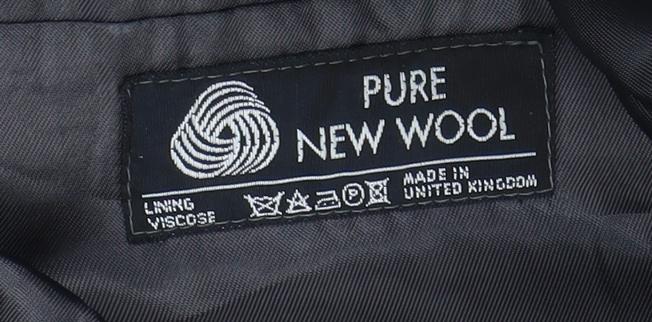 PURE
NEW WOOL
LINING
VISCOSE
P
MADE IN
UNITED KINGDOM